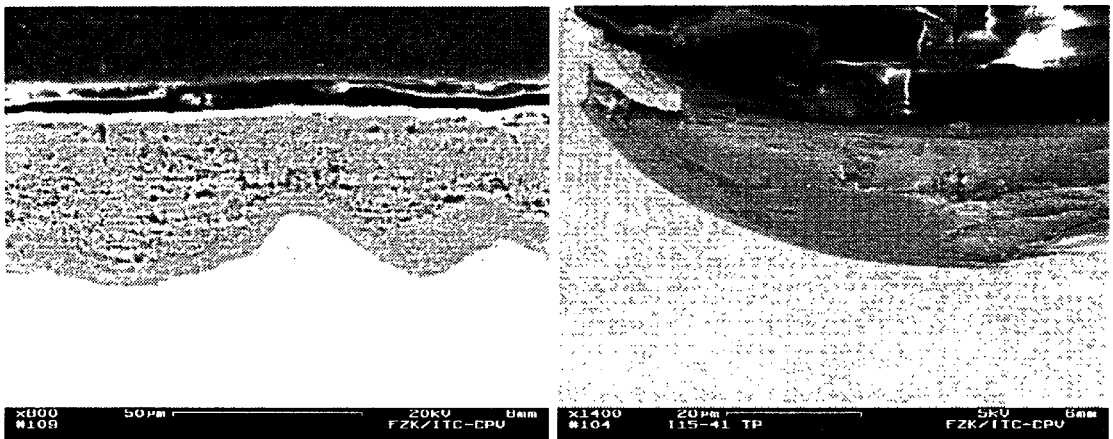 x800 50µm 20kV 8mm
#109 FZK/ITC-CPV
x1400 20µm 5kV 6mm
#104 115-41 TP FZK/ITC-CPV